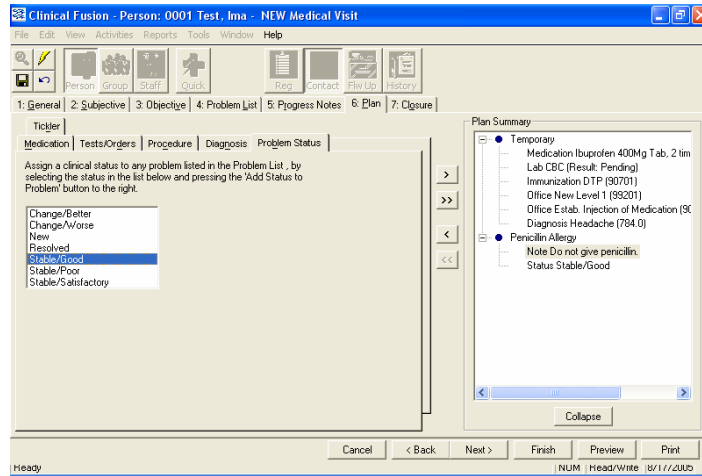 Clinical Fusion - Person: 0001 Test, Ima - NEW Medical Visit
File Edit View Activities Reports Tools Window Help
Person Group Staff Quick Reg Contact Flw Up History
1: General 2: Subjective 3: Objective 4: Problem List 5: Progress Notes 6: Plan 7: Closure
Tickler
Medication Tests/Orders Procedure Diagnosis Problem Status
Assign a clinical status to any problem listed in the Problem List , by
selecting the status in the list below and pressing the 'Add Status to
Problem' button to the right.
Change/Better
Change/Worse
New
Resolved
Stable/Good
Stable/Poor
Stable/Satisfactory
>
>>
<
<<
Plan Summary
Temporary
Medication Ibuprofen 400Mg Tab, 2 tim
Lab CBC (Result: Pending)
Immunization DTP (90701)
Office New Level 1 (99201)
Office Estab. Injection of Medication (90
Diagnosis Headache (784.0)
Penicillin Allergy
Note Do not give penicillin.
Status Stable/Good
Collapse
Cancel < Back Next > Finish Preview Print
Ready NUM Read/Write 8/17/2005